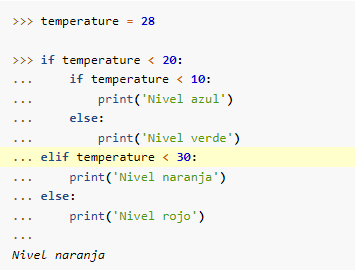 >>> temperature = 28
>>> if temperature < 20:
...     if temperature < 10:
...         print('Nivel azul')
...     else:
...         print('Nivel verde')
... elif temperature < 30:
...     print('Nivel naranja')
... else:
...     print('Nivel rojo')
...
Nivel naranja